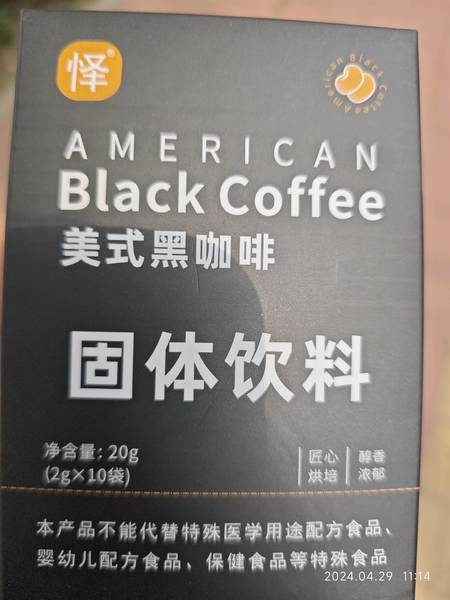 怿®
American Black Coffee
AMERICAN
Black Coffee
美式黑咖啡
固体饮料
净含量: 20g
(2g×10袋)
匠心
烘培
醇香
浓郁
本产品不能代替特殊医学用途配方食品、
婴幼儿配方食品、保健食品等特殊食品
2024.04.29 11:14